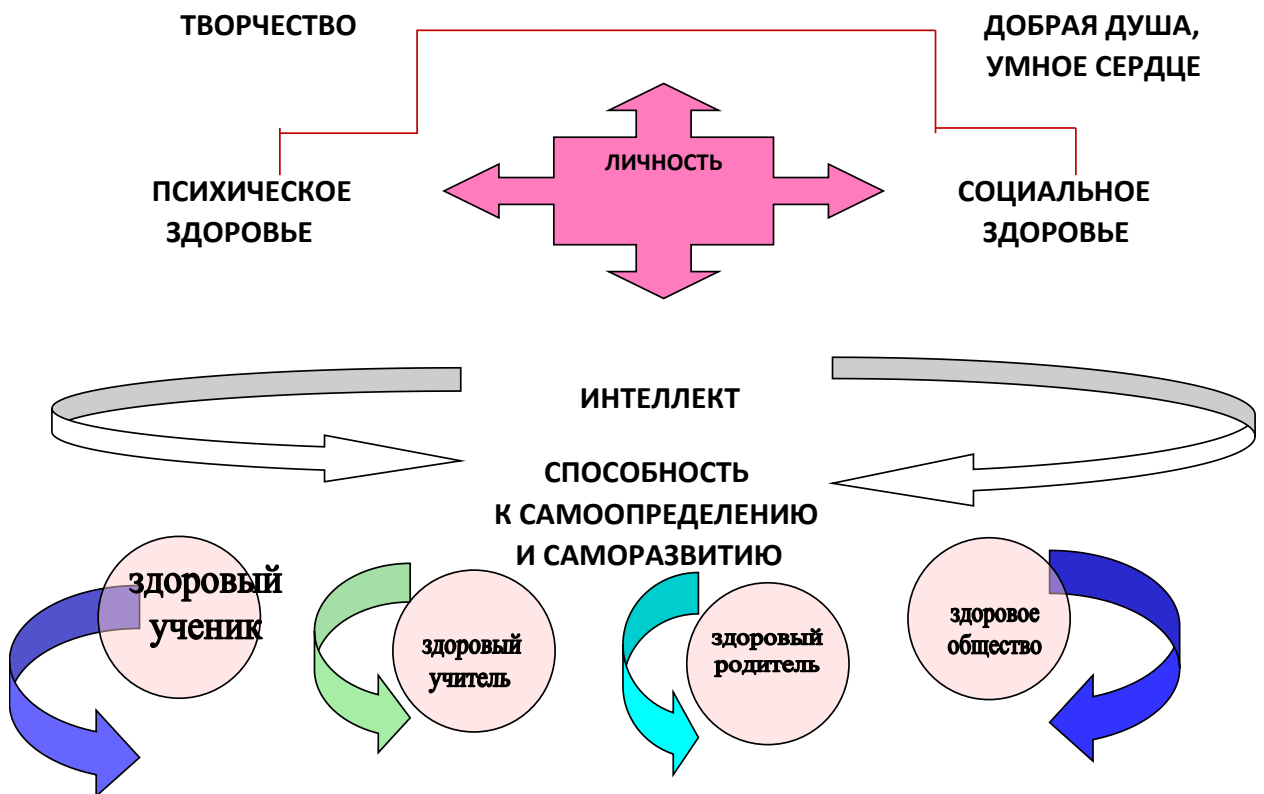 ТВОРЧЕСТВО
ДОБРАЯ ДУША,
УМНОЕ СЕРДЦЕ
ЛИЧНОСТЬ
ПСИХИЧЕСКОЕ
ЗДОРОВЬЕ
СОЦИАЛЬНОЕ
ЗДОРОВЬЕ
ИНТЕЛЛЕКТ
СПОСОБНОСТЬ
К САМООПРЕДЕЛЕНИЮ
И САМОРАЗВИТИЮ
здоровый
ученик
здоровый
учитель
здоровый
родитель
здоровое
общество